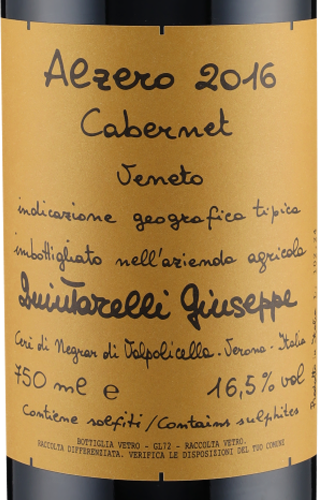 Alzero 2016
Cabernet
Veneto
indicazione geografica tipica
imbottigliato nell'azienda agricola
Quintarelli Giuseppe
Cerè di Negrar di Valpolicella - Verona - Italia
750 ml e 16,5% vol
Contiene solfiti / Contains sulphites
BOTTIGLIA VETRO - GL72 - RACCOLTA VETRO.
RACCOLTA DIFFERENZIATA. VERIFICA LE DISPOSIZIONI DEL TUO COMUNE